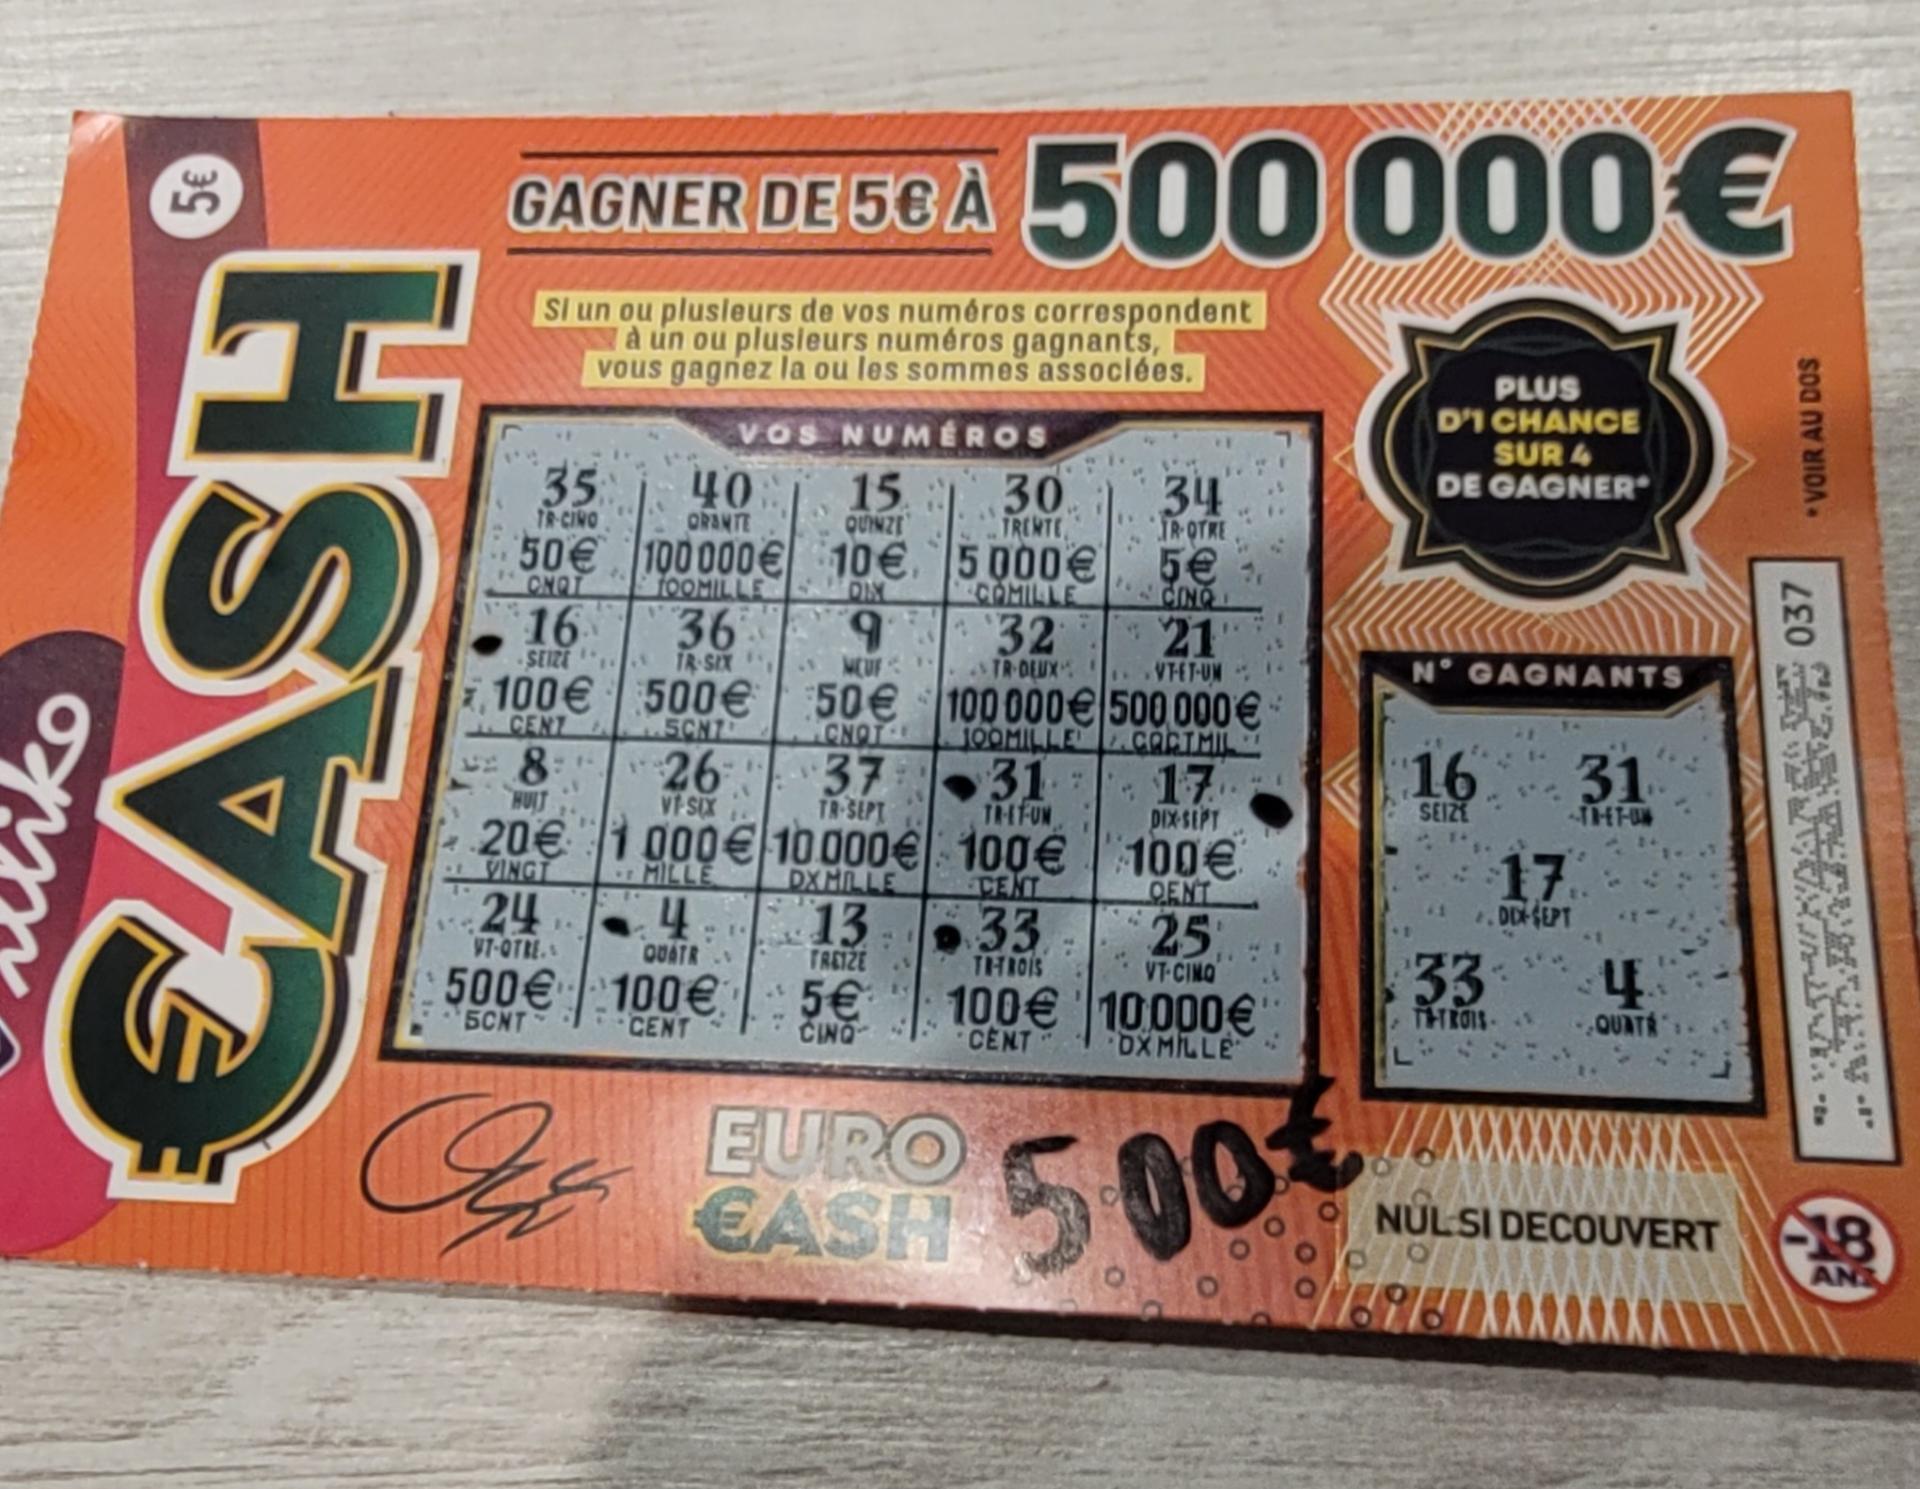 5€
GAGNER DE 5€ À 500 000€
CASH
Si un ou plusieurs de vos numéros correspondent
à un ou plusieurs numéros gagnants,
vous gagnez la ou les sommes associées.
PLUS
D'1 CHANCE
SUR 4
DE GAGNER*
* VOIR AU DOS
VOS NUMÉROS
35 40 15 30 34
TR-CINQ QRANTE QUINZE TRENTE TR-QTRE
50€ 100 000€ 10€ 5 000€ 5€
CNQT 100MILLE DIX CQMILLE CINQ
16 36 9 32 21
SEIZE TR-SIX NEUF TR-DEUX VT-ET-UN
100€ 500€ 50€ 100 000€ 500 000€
CENT 5CNT CNQT 100MILLE CQCTMIL
8 26 37 31 17
HUIT VT-SIX TR-SEPT TR-ET-UN DIX-SEPT
20€ 1 000€ 10 000€ 100€ 100€
VINGT MILLE DXMILLE CENT CENT
24 4 13 33 25
VT-QTRE QUATR TREIZE TR-TROIS VT-CINQ
500€ 100€ 5€ 100€ 10 000€
5CNT CENT CINQ CENT DXMILLE
N° GAGNANTS
16 31
SEIZE TR-ET-UN
17
DIX-SEPT
33 4
TR-TROIS QUATR
037
EURO
CASH
500€
NUL SI DECOUVERT
-18
ANS